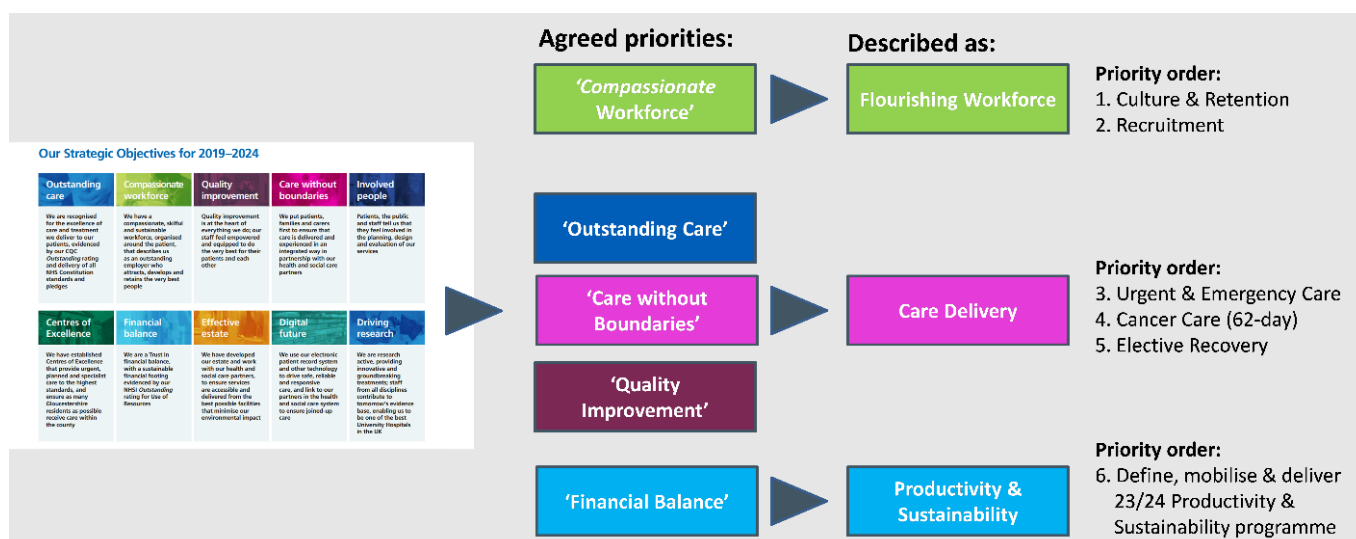 Our Strategic Objectives for 2019–2024
Outstanding
care
We are recognised
for the excellence of
care and treatment
we deliver to our
patients, evidenced
by our CQC
Outstanding rating
and delivery of all
NHS Constitution
standards and
pledges
Compassionate
workforce
We have a
compassionate, skilful
and sustainable
workforce, organised
around the patient,
that describes us
as an outstanding
employer who
attracts, develops and
retains the very best
people
Quality
improvement
Quality improvement
is at the heart of
everything we do; our
staff feel empowered
and equipped to do
the very best for their
patients and each
other
Care without
boundaries
We put patients,
families and carers
first to ensure that
care is delivered and
experienced in an
integrated way in
partnership with our
health and social care
partners
Involved
people
Patients, the public
and staff tell us that
they feel involved in
the planning, design
and evaluation of our
services
Centres of
Excellence
We have established
Centres of Excellence
that provide urgent,
planned and specialist
care to the highest
standards, and
ensure as many
Gloucestershire
residents as possible
receive care within
the county
Financial
balance
We are a Trust in
financial balance,
with a sustainable
financial footing
evidenced by our
NHSI Outstanding
rating for Use of
Resources
Effective
estate
We have developed
our estate and work
with our health and
social care partners,
to ensure services
are accessible and
delivered from the
best possible facilities
that minimise our
environmental impact
Digital
future
We use our electronic
patient record system
and other technology
to drive safe, reliable
and responsive
care, and link to our
partners in the health
and social care system
to ensure joined-up
care
Driving
research
We are research
active, providing
innovative and
groundbreaking
treatments; staff
from all disciplines
contribute to
tomorrow's evidence
base, enabling us to
be one of the best
University Hospitals
in the UK
Agreed priorities:
'Compassionate
Workforce'
'Outstanding Care'
'Care without
Boundaries'
'Quality
Improvement'
'Financial Balance'
Described as:
Flourishing Workforce
Care Delivery
Productivity &
Sustainability
Priority order:
1. Culture & Retention
2. Recruitment
Priority order:
3. Urgent & Emergency Care
4. Cancer Care (62-day)
5. Elective Recovery
Priority order:
6. Define, mobilise & deliver
23/24 Productivity &
Sustainability programme